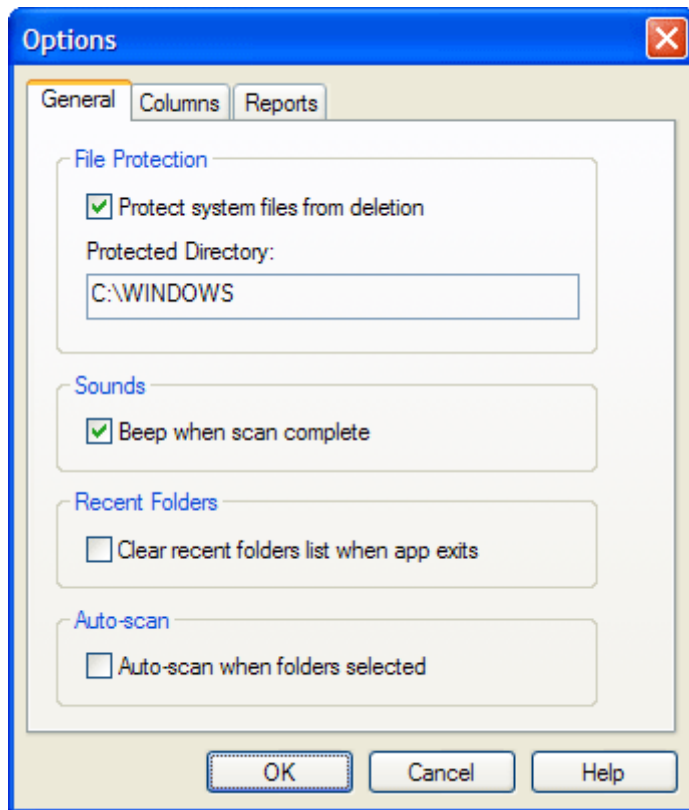 Options
General Columns Reports
File Protection
Protect system files from deletion
Protected Directory:
C:\WINDOWS
Sounds
Beep when scan complete
Recent Folders
Clear recent folders list when app exits
Auto-scan
Auto-scan when folders selected
OK Cancel Help